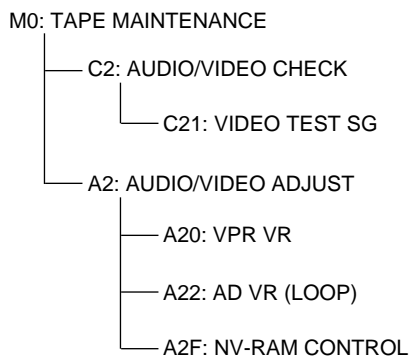 M0: TAPE MAINTENANCE
C2: AUDIO/VIDEO CHECK
C21: VIDEO TEST SG
A2: AUDIO/VIDEO ADJUST
A20: VPR VR
A22: AD VR (LOOP)
A2F: NV-RAM CONTROL